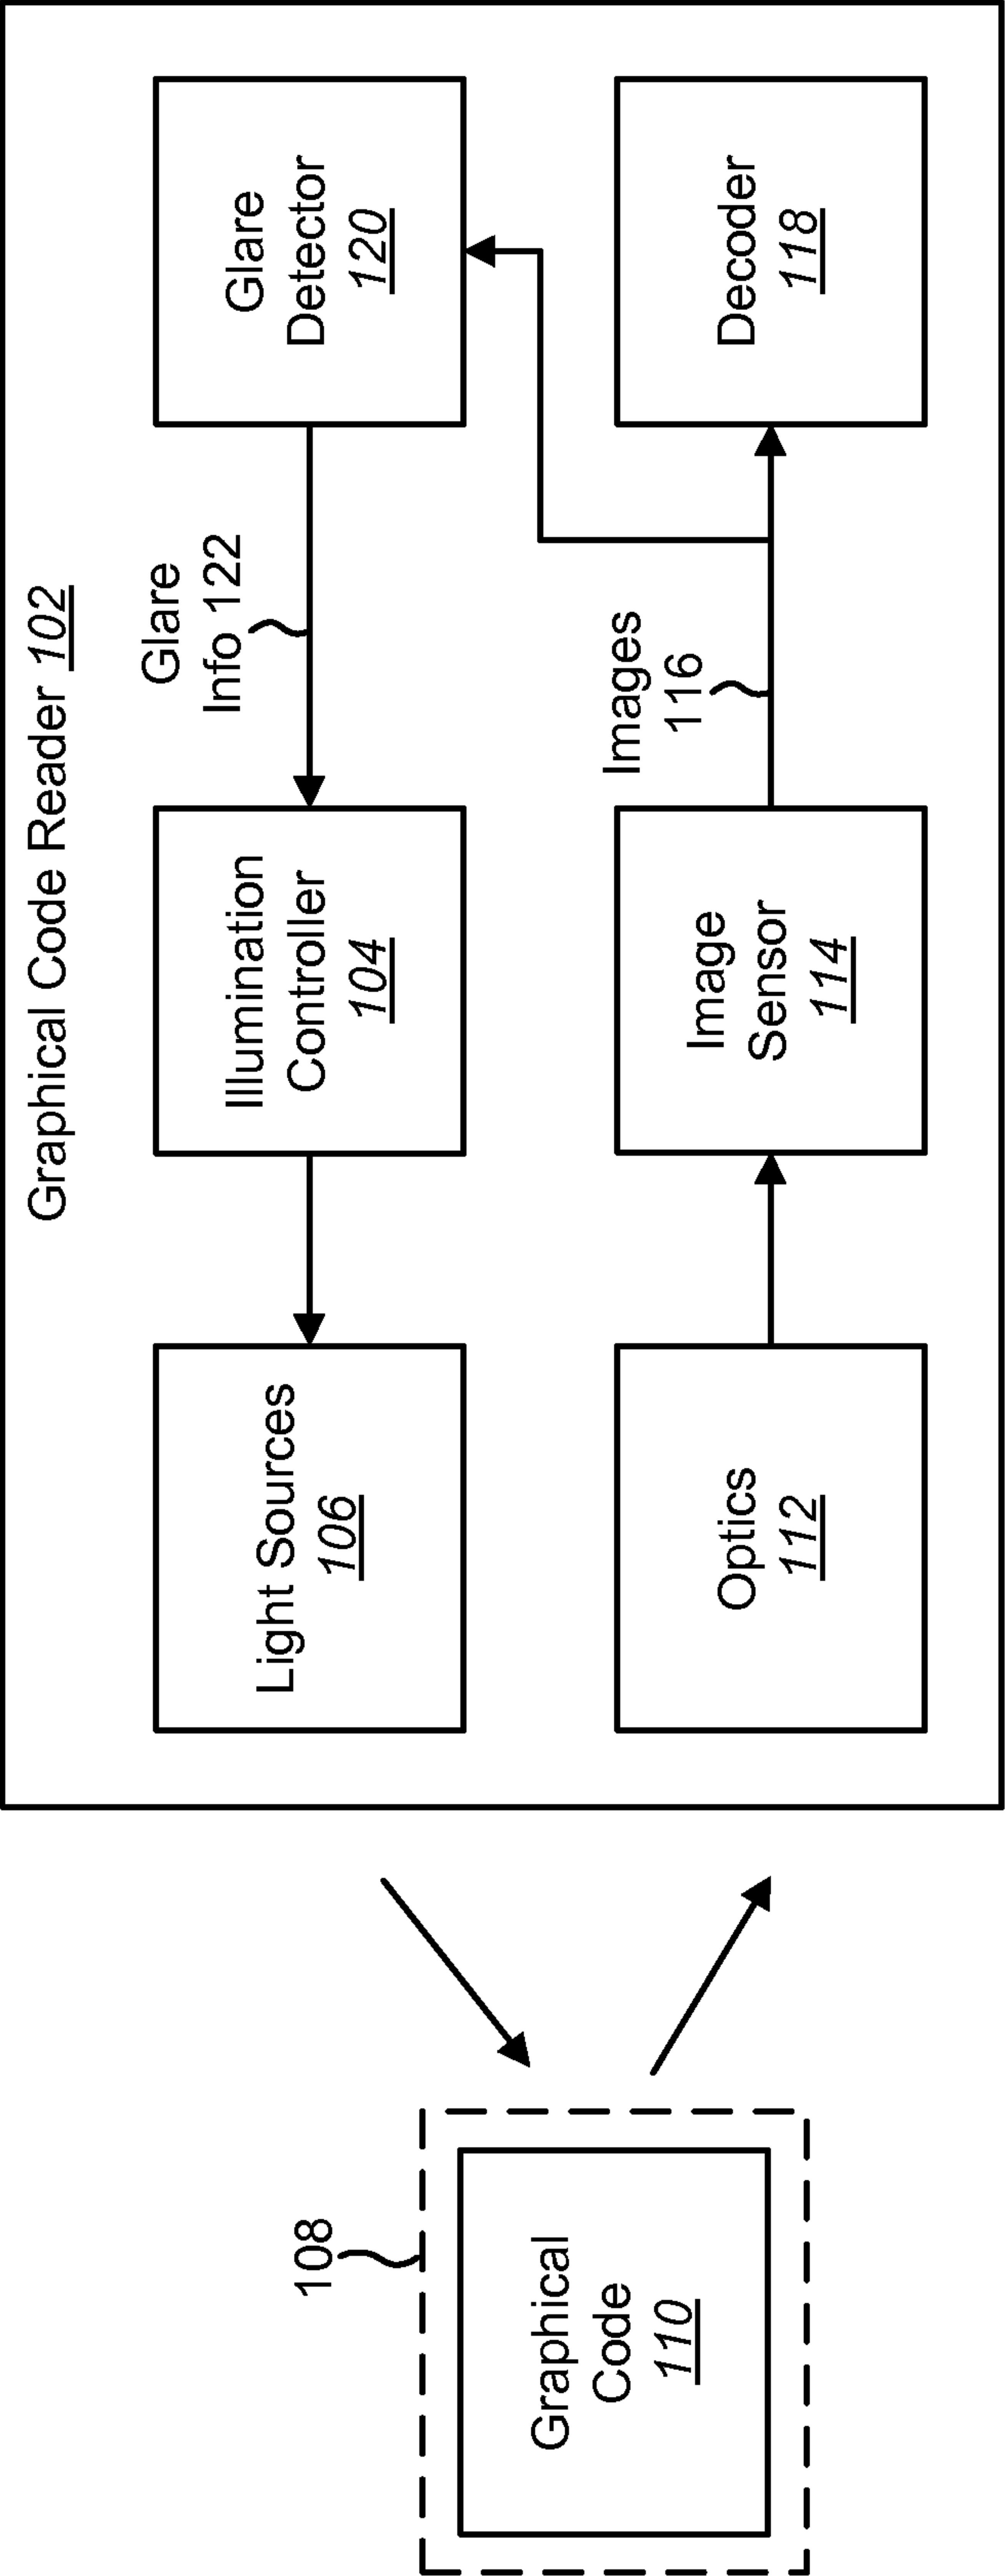 Graphical Code Reader 102
Light Sources
106
Illumination
Controller
104
Glare
Info 122
Glare
Detector
120
108
Graphical
Code
110
Optics
112
Image
Sensor
114
Images
116
Decoder
118